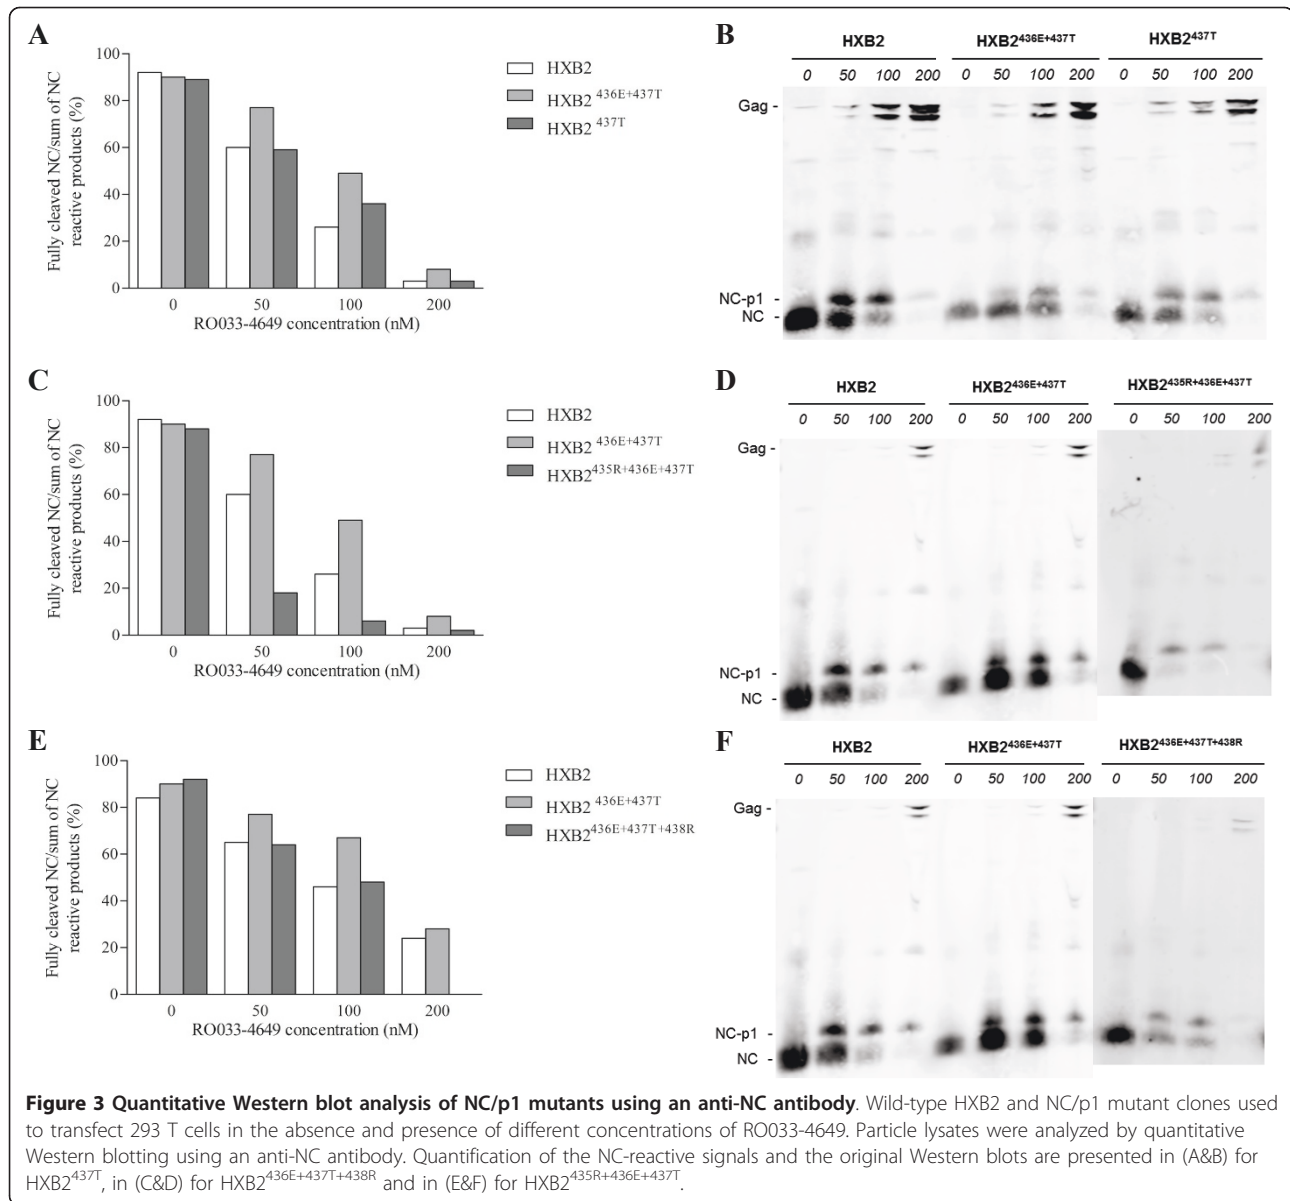 A
Fully cleaved NC/sum of NC
reactive products (%)
100
80
60
40
20
0
0 50 100 200
RO033-4649 concentration (nM)
HXB2
HXB2 436E+437T
HXB2 437T
B
HXB2 HXB2436E+437T HXB2437T
0 50 100 200 0 50 100 200 0 50 100 200
Gag -
NC-p1 -
NC -
C
Fully cleaved NC/sum of NC
reactive products (%)
100
80
60
40
20
0
0 50 100 200
RO033-4649 concentration (nM)
HXB2
HXB2436E+437T
HXB2435R+436E+437T
D
HXB2 HXB2436E+437T HXB2435R+436E+437T
0 50 100 200 0 50 100 200 0 50 100 200
Gag -
NC-p1 -
NC -
E
Fully cleaved NC/sum of NC
reactive products (%)
100
80
60
40
20
0
0 50 100 200
RO033-4649 concentration (nM)
HXB2
HXB2 436E+437T
HXB2436E+437T+438R
F
HXB2 HXB2436E+437T HXB2436E+437T+438R
0 50 100 200 0 50 100 200 0 50 100 200
Gag -
NC-p1 -
NC -
Figure 3 Quantitative Western blot analysis of NC/p1 mutants using an anti-NC antibody. Wild-type HXB2 and NC/p1 mutant clones used
to transfect 293 T cells in the absence and presence of different concentrations of RO033-4649. Particle lysates were analyzed by quantitative
Western blotting using an anti-NC antibody. Quantification of the NC-reactive signals and the original Western blots are presented in (A&B) for
HXB2437T, in (C&D) for HXB2436E+437T+438R and in (E&F) for HXB2435R+436E+437T.